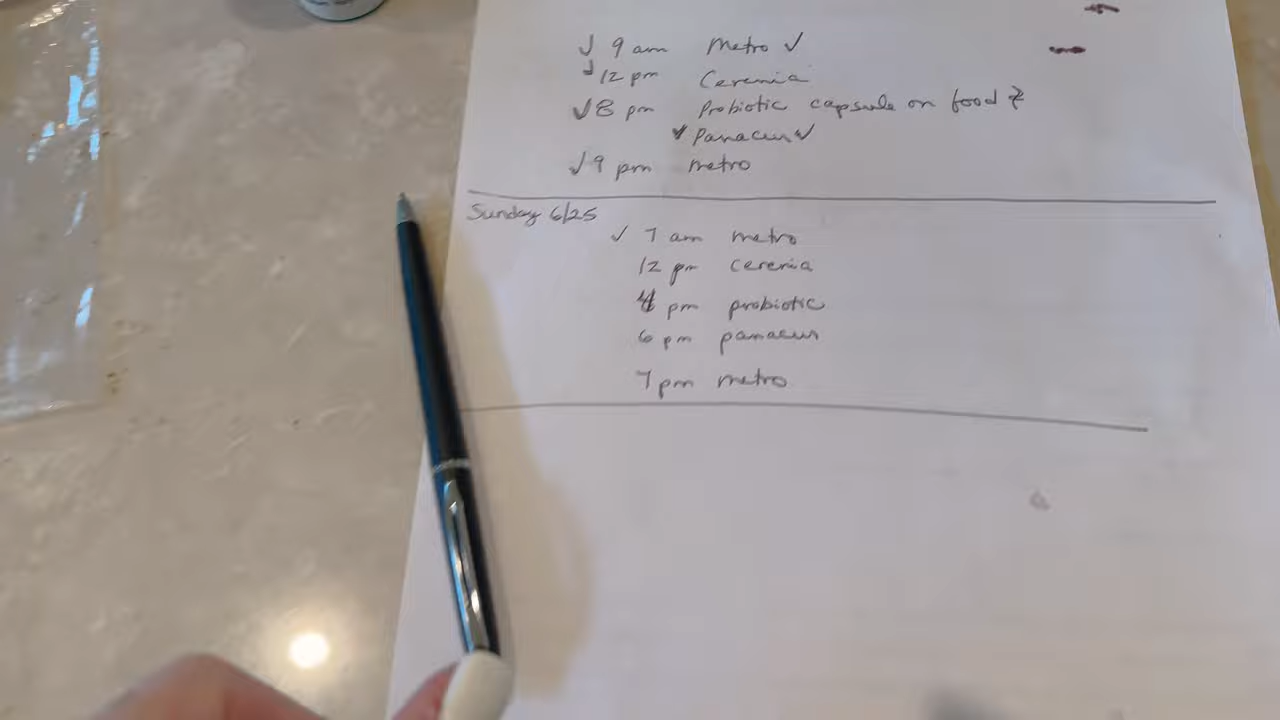 ✓ 9 am metro ✓
✓ 12 pm Cerenia
✓ 8 pm Probiotic capsule on food &
✓ Panacur ✓
✓ 9 pm metro
Sunday 6/25
✓ 7 am metro
12 pm cerenia
4 pm probiotic
6 pm panacur
7 pm metro